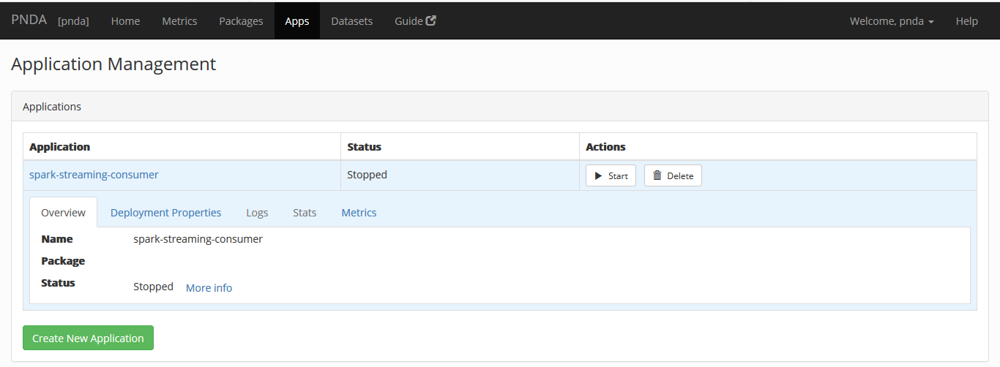 PNDA [pnda] Home Metrics Packages Apps Datasets Guide Welcome, pnda Help
Application Management
Applications
Application Status Actions
spark-streaming-consumer Stopped Start Delete
Overview Deployment Properties Logs Stats Metrics
Name spark-streaming-consumer
Package
Status Stopped More info
Create New Application